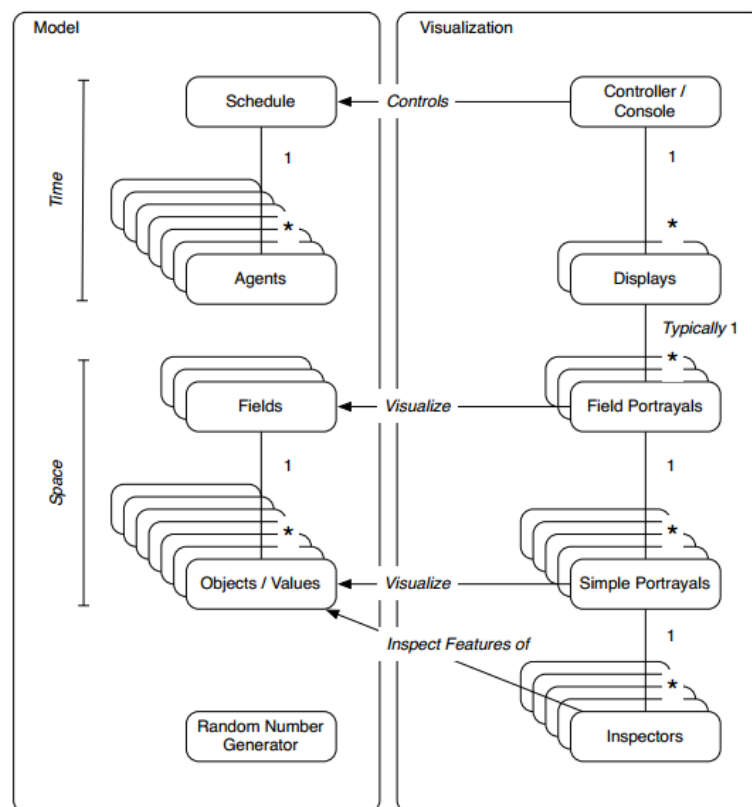 Model
Visualization
Schedule
Controls
Controller /
Console
1
1
Time
*
*
Agents
Displays
Typically 1
*
Fields
Visualize
Field Portrayals
1
1
Space
*
*
Objects / Values
Visualize
Simple Portrayals
Inspect Features of
1
*
Random Number
Generator
Inspectors